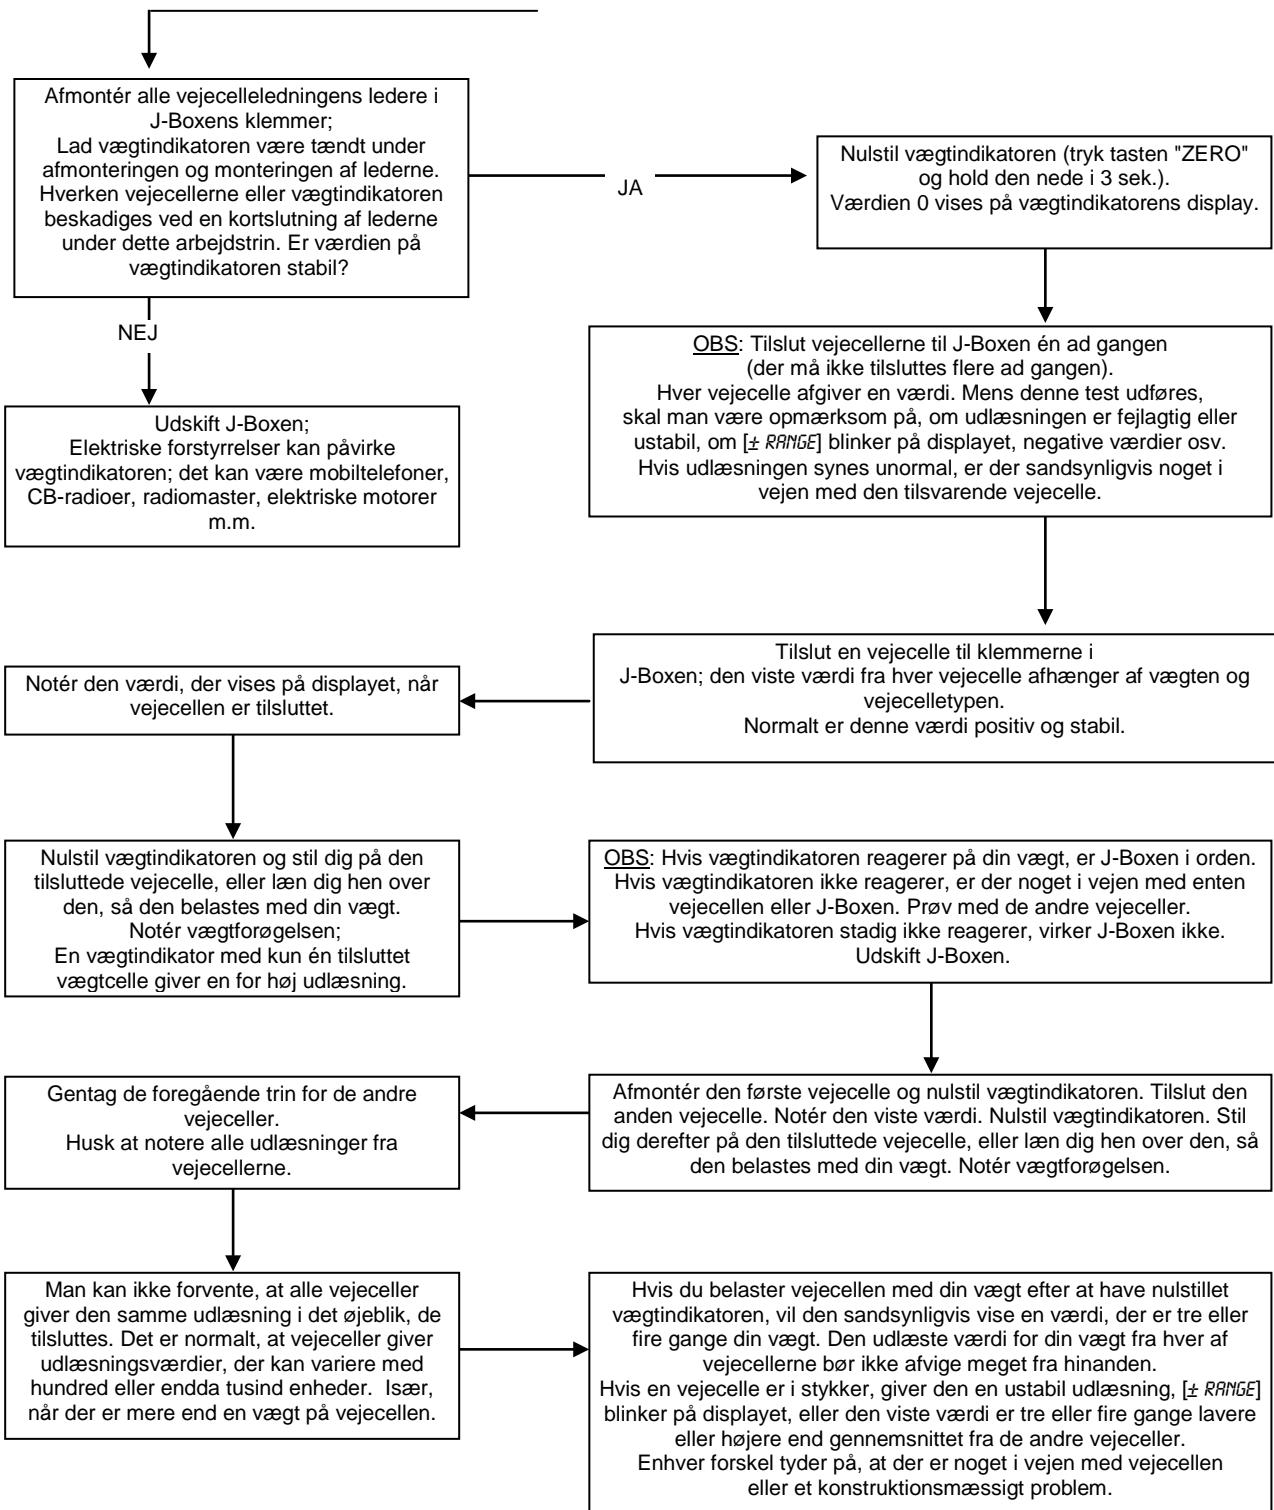 Afmontér alle vejecelleledningens ledere i
J-Boxens klemmer;
Lad vægtindikatoren være tændt under
afmonteringen og monteringen af lederne.
Hverken vejecellerne eller vægtindikatoren
beskadiges ved en kortslutning af lederne
under dette arbejdstrin. Er værdien på
vægtindikatoren stabil?
JA
Nulstil vægtindikatoren (tryk tasten "ZERO"
og hold den nede i 3 sek.).
Værdien 0 vises på vægtindikatorens display.
NEJ
Udskift J-Boxen;
Elektriske forstyrrelser kan påvirke
vægtindikatoren; det kan være mobiltelefoner,
CB-radioer, radiomaster, elektriske motorer
m.m.
OBS: Tilslut vejecellerne til J-Boxen én ad gangen
(der må ikke tilsluttes flere ad gangen).
Hver vejecelle afgiver en værdi. Mens denne test udføres,
skal man være opmærksom på, om udlæsningen er fejlagtig eller
ustabil, om [± RANGE] blinker på displayet, negative værdier osv.
Hvis udlæsningen synes unormal, er der sandsynligvis noget i
vejen med den tilsvarende vejecelle.
Tilslut en vejecelle til klemmerne i
J-Boxen; den viste værdi fra hver vejecelle afhænger af vægten og
vejecelletypen.
Normalt er denne værdi positiv og stabil.
Notér den værdi, der vises på displayet, når
vejecellen er tilsluttet.
Nulstil vægtindikatoren og stil dig på den
tilsluttede vejecelle, eller læn dig hen over
den, så den belastes med din vægt.
Notér vægtforøgelsen;
En vægtindikator med kun én tilsluttet
vægtcelle giver en for høj udlæsning.
OBS: Hvis vægtindikatoren reagerer på din vægt, er J-Boxen i orden.
Hvis vægtindikatoren ikke reagerer, er der noget i vejen med enten
vejecellen eller J-Boxen. Prøv med de andre vejeceller.
Hvis vægtindikatoren stadig ikke reagerer, virker J-Boxen ikke.
Udskift J-Boxen.
Afmontér den første vejecelle og nulstil vægtindikatoren. Tilslut den
anden vejecelle. Notér den viste værdi. Nulstil vægtindikatoren. Stil
dig derefter på den tilsluttede vejecelle, eller læn dig hen over den, så
den belastes med din vægt. Notér vægtforøgelsen.
Gentag de foregående trin for de andre
vejeceller.
Husk at notere alle udlæsninger fra
vejecellerne.
Man kan ikke forvente, at alle vejeceller
giver den samme udlæsning i det øjeblik, de
tilsluttes. Det er normalt, at vejeceller giver
udlæsningsværdier, der kan variere med
hundred eller endda tusind enheder. Især,
når der er mere end en vægt på vejecellen.
Hvis du belaster vejecellen med din vægt efter at have nulstillet
vægtindikatoren, vil den sandsynligvis vise en værdi, der er tre eller
fire gange din vægt. Den udlæste værdi for din vægt fra hver af
vejecellerne bør ikke afvige meget fra hinanden.
Hvis en vejecelle er i stykker, giver den en ustabil udlæsning, [± RANGE]
blinker på displayet, eller den viste værdi er tre eller fire gange lavere
eller højere end gennemsnittet fra de andre vejeceller.
Enhver forskel tyder på, at der er noget i vejen med vejecellen
eller et konstruktionsmæssigt problem.